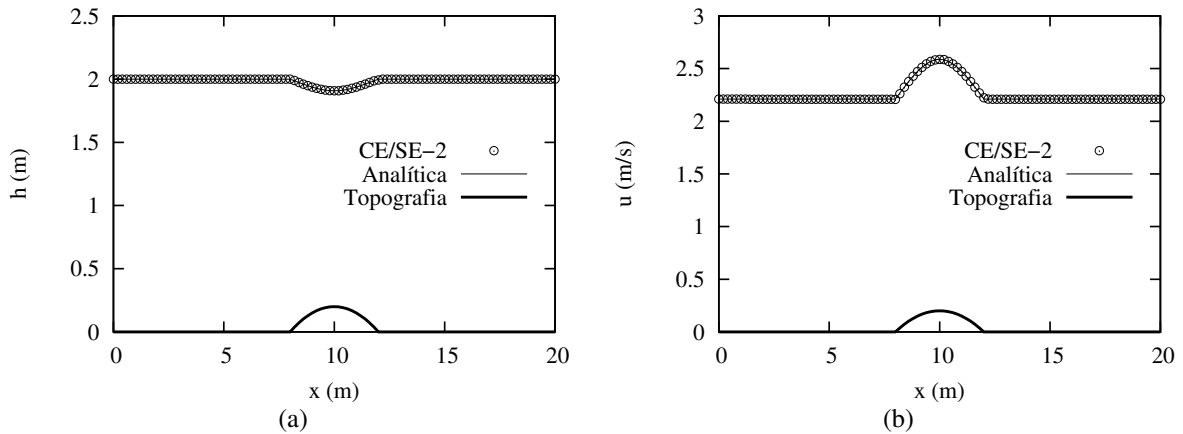 2.5
2
1.5
1
0.5
0
h (m)
CE/SE−2
Analítica
Topografia
0
5
10
15
20
x (m)
(a)
3
2.5
2
1.5
1
0.5
0
u (m/s)
CE/SE−2
Analítica
Topografia
0
5
10
15
20
x (m)
(b)